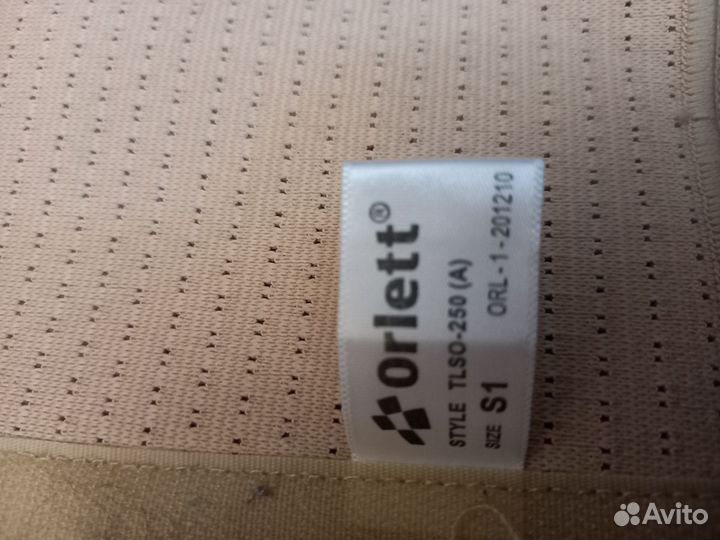 Orlett®
STYLE TLSO-250 (A)
SIZE S1 ORL-1-201210
Avito